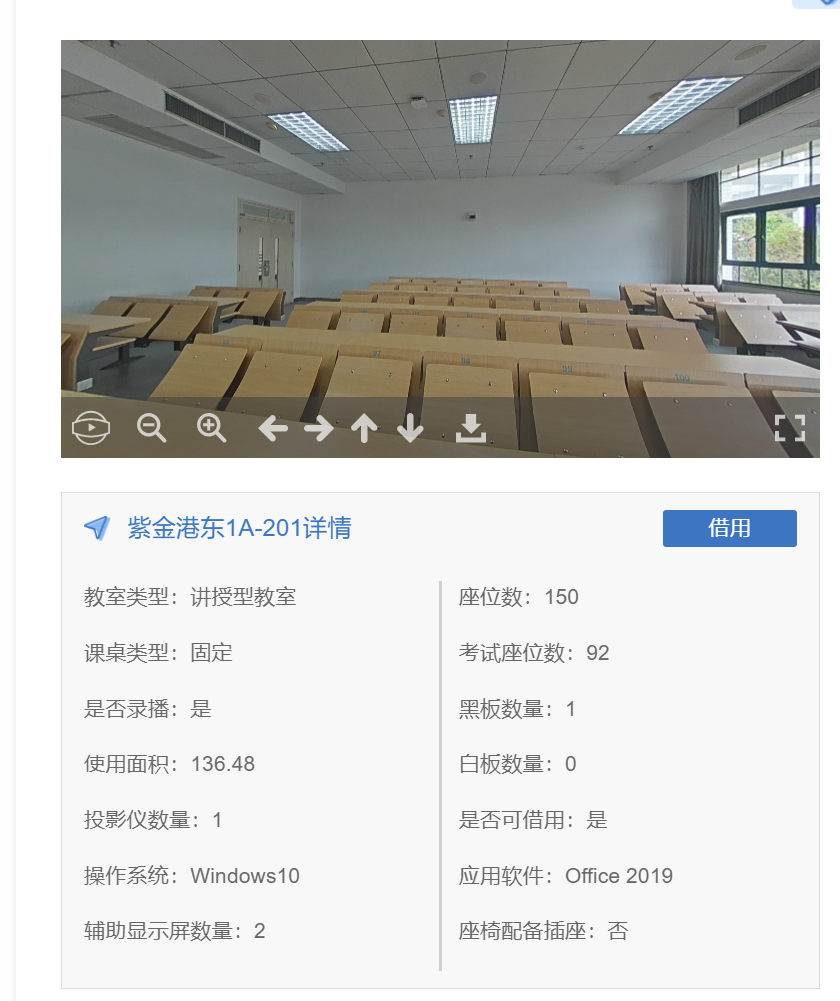 紫金港东1A-201详情
借用
教室类型：讲授型教室
座位数：150
课桌类型：固定
考试座位数：92
是否录播：是
黑板数量：1
使用面积：136.48
白板数量：0
投影仪数量：1
是否可借用：是
操作系统：Windows10
应用软件：Office 2019
辅助显示屏数量：2
座椅配备插座：否